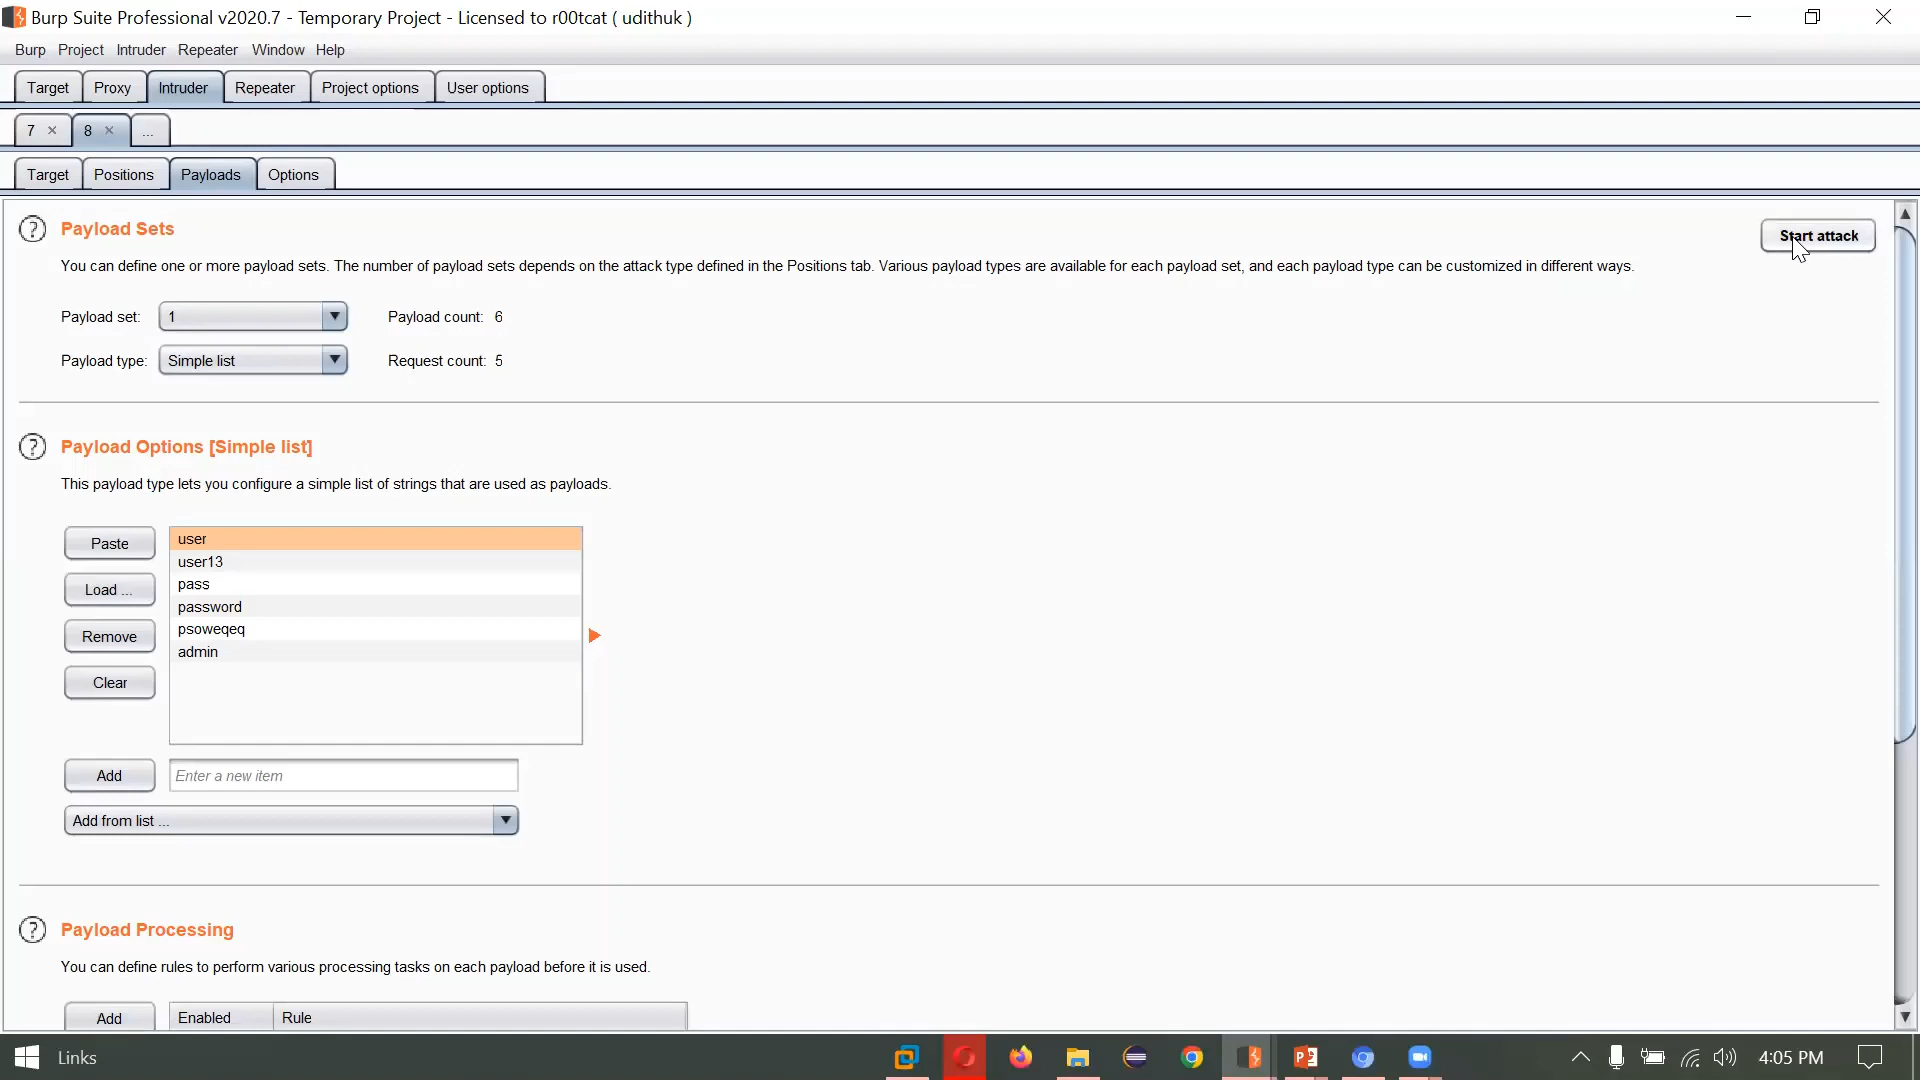 Burp Suite Professional v2020.7 - Temporary Project - Licensed to r00tcat ( udithuk )
Burp Project Intruder Repeater Window Help
Target Proxy Intruder Repeater Project options User options
7 × 8 × ...
Target Positions Payloads Options
? Payload Sets
Start attack
You can define one or more payload sets. The number of payload sets depends on the attack type defined in the Positions tab. Various payload types are available for each payload set, and each payload type can be customized in different ways.
Payload set: 1 Payload count: 6
Payload type: Simple list Request count: 5
? Payload Options [Simple list]
This payload type lets you configure a simple list of strings that are used as payloads.
Paste
Load ...
Remove
Clear
user
user13
pass
password
psoweqeq
admin
Add Enter a new item
Add from list ...
? Payload Processing
You can define rules to perform various processing tasks on each payload before it is used.
Add Enabled Rule
Links 4:05 PM